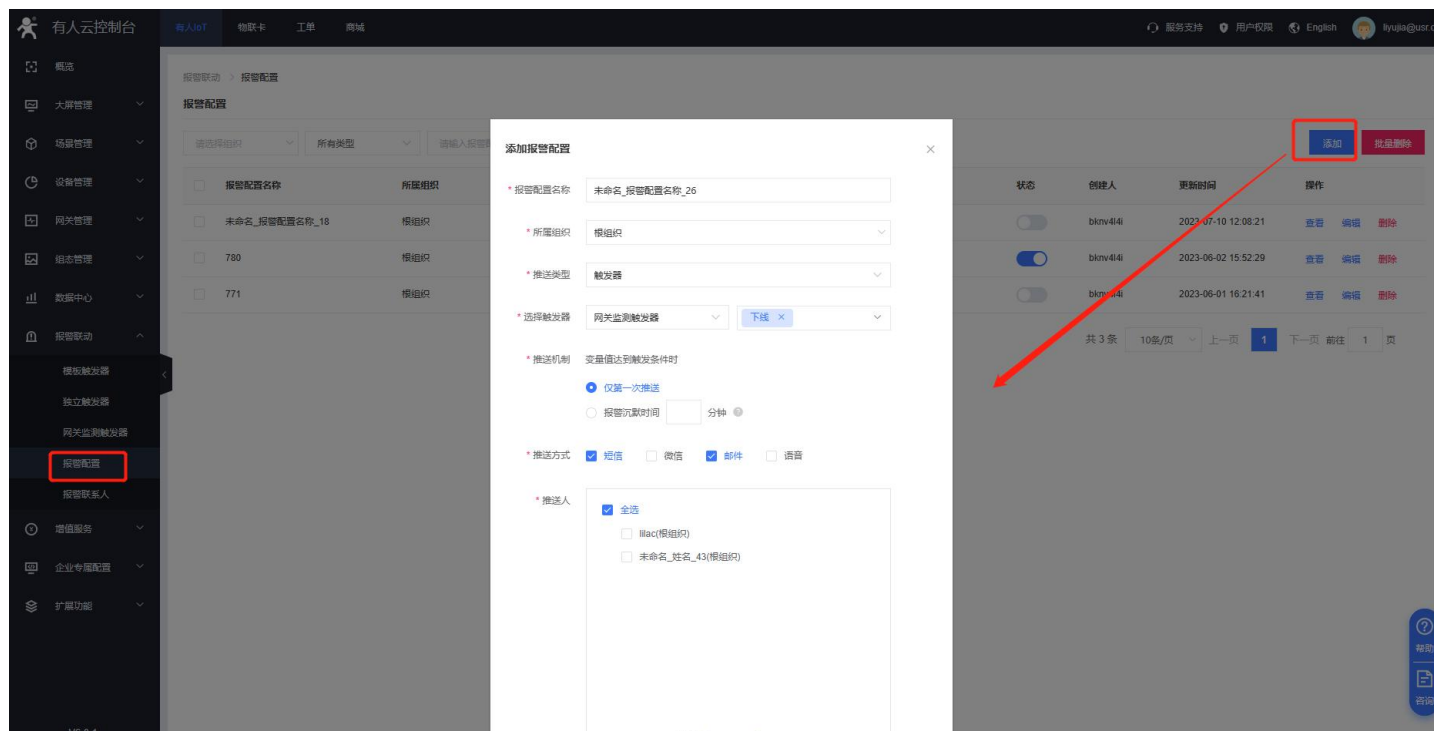 有人云控制台
有人IoT 物联卡 工单 商城
服务支持 用户权限 English liyujia@usr.c
概览
大屏管理
场景管理
设备管理
网关管理
组态管理
数据中心
报警联动
模板触发器
独立触发器
网关监测触发器
报警配置
报警联系人
增值服务
企业专属配置
扩展功能
报警联动 > 报警配置
报警配置
请选择组织 所有类型 请输入报警
添加 批量删除
报警配置名称 所属组织 状态 创建人 更新时间 操作
未命名_报警配置名称_18 根组织 bknv4l4i 2023-07-10 12:08:21 查看 编辑 删除
780 根组织 bknv4l4i 2023-06-02 15:52:29 查看 编辑 删除
771 根组织 bknv4l4i 2023-06-01 16:21:41 查看 编辑 删除
共 3 条 10条/页 上一页 1 下一页 前往 1 页
添加报警配置 ×
* 报警配置名称 未命名_报警配置名称_26
* 所属组织 根组织
* 推送类型 触发器
* 选择触发器 网关监测触发器 下线 ×
* 推送机制 变量值达到触发条件时
仅第一次推送
报警沉默时间 分钟
* 推送方式 短信 微信 邮件 语音
* 推送人
全选
lilac(根组织)
未命名_姓名_43(根组织)
帮助
咨询